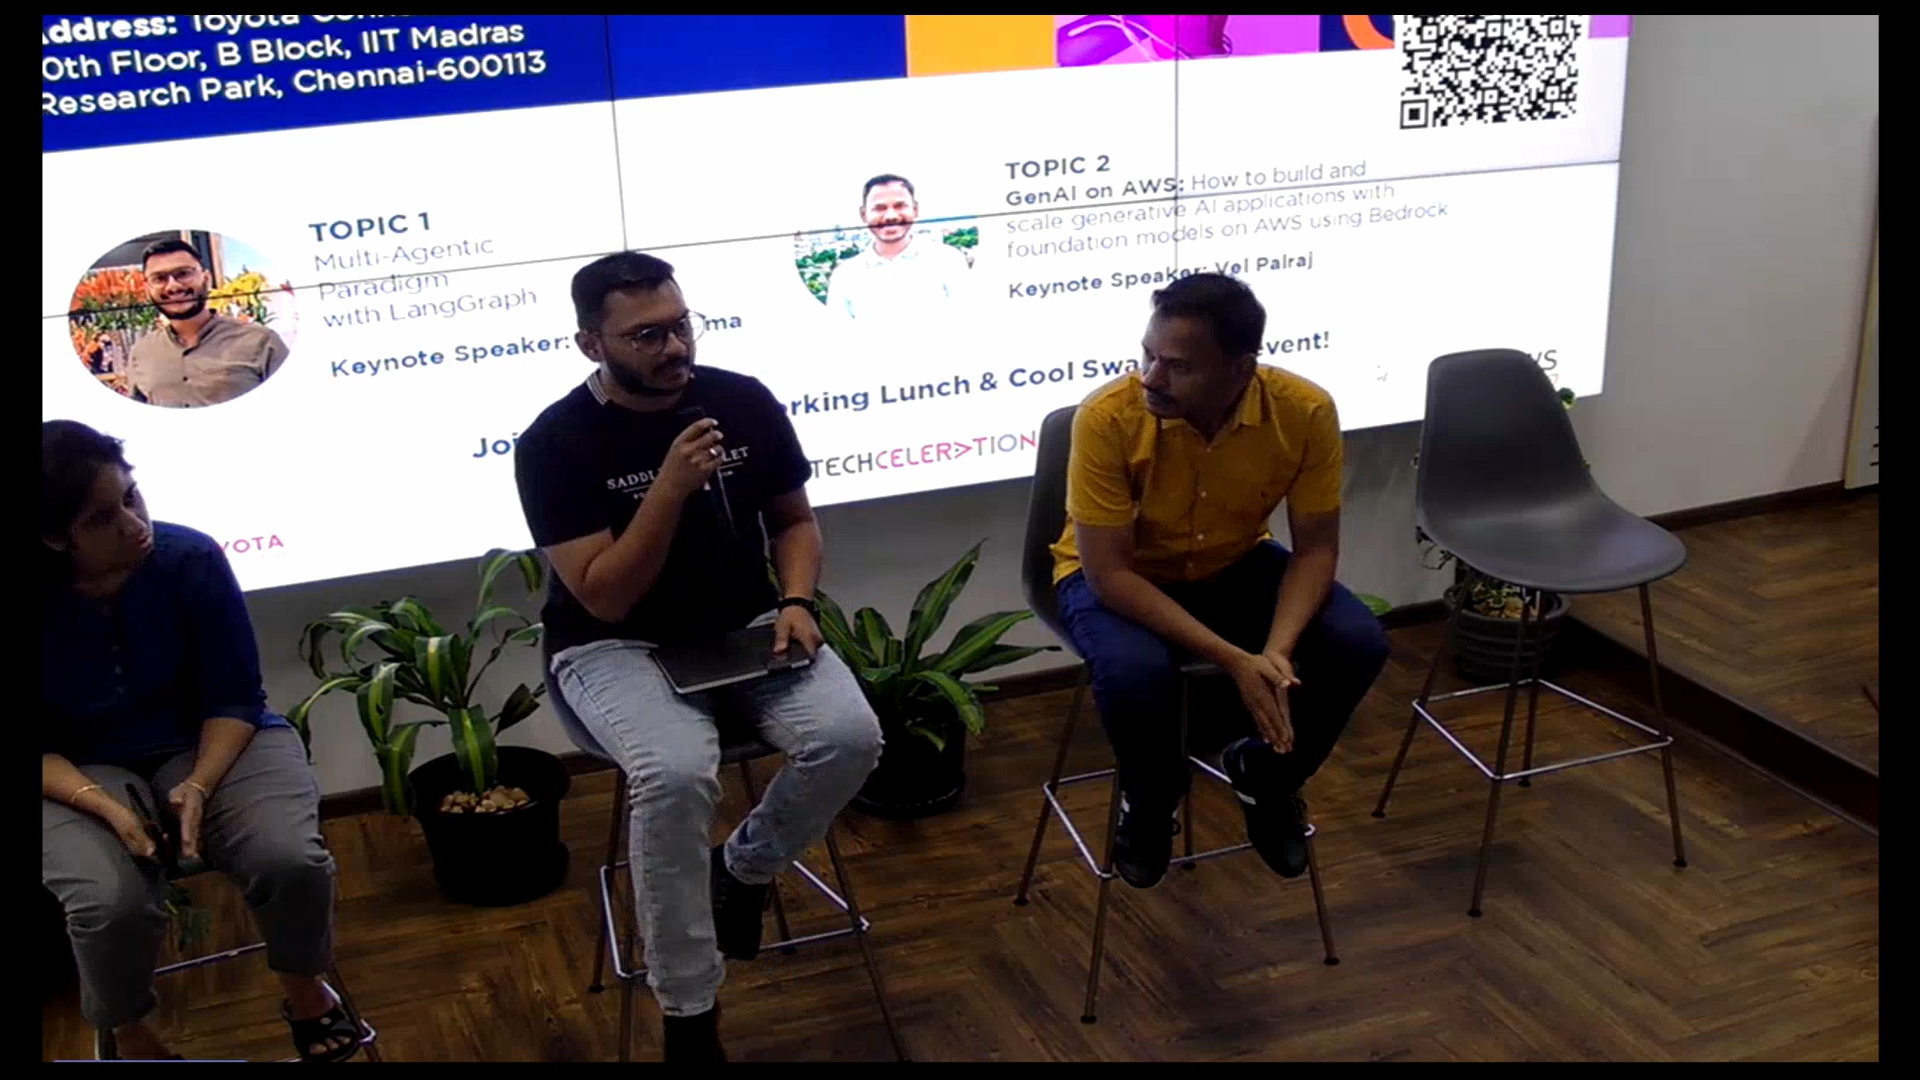 Address: Toyota
0th Floor, B Block, IIT Madras
Research Park, Chennai-600113
TOPIC 1
Multi-Agentic
Paradigm
with LangGraph
Keynote Speaker: ma
TOPIC 2
GenAI on AWS: How to build and
scale generative AI applications with
foundation models on AWS using Bedrock
Keynote Speaker: Vel Palraj
Joi rking Lunch & Cool Swa vent!
TECHCELERATION
YOTA
SADDL LET